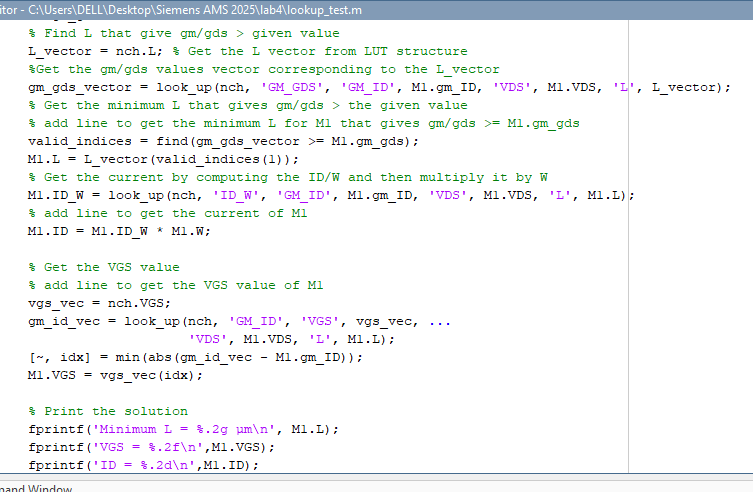 itor - C:\Users\DELL\Desktop\Siemens AMS 2025\lab4\lookup_test.m
% Find L that give gm/gds > given value
L_vector = nch.L; % Get the L vector from LUT structure
%Get the gm/gds values vector corresponding to the L_vector
gm_gds_vector = look_up(nch, 'GM_GDS', 'GM_ID', M1.gm_ID, 'VDS', M1.VDS, 'L', L_vector);
% Get the minimum L that gives gm/gds > the given value
% add line to get the minimum L for M1 that gives gm/gds >= M1.gm_gds
valid_indices = find(gm_gds_vector >= M1.gm_gds);
M1.L = L_vector(valid_indices(1));
% Get the current by computing the ID/W and then multiply it by W
M1.ID_W = look_up(nch, 'ID_W', 'GM_ID', M1.gm_ID, 'VDS', M1.VDS, 'L', M1.L);
% add line to get the current of M1
M1.ID = M1.ID_W * M1.W;
% Get the VGS value
% add line to get the VGS value of M1
vgs_vec = nch.VGS;
gm_id_vec = look_up(nch, 'GM_ID', 'VGS', vgs_vec, ...
'VDS', M1.VDS, 'L', M1.L);
[~, idx] = min(abs(gm_id_vec - M1.gm_ID));
M1.VGS = vgs_vec(idx);
% Print the solution
fprintf('Minimum L = %.2g µm\n', M1.L);
fprintf('VGS = %.2f\n',M1.VGS);
fprintf('ID = %.2d\n',M1.ID);
mand Window